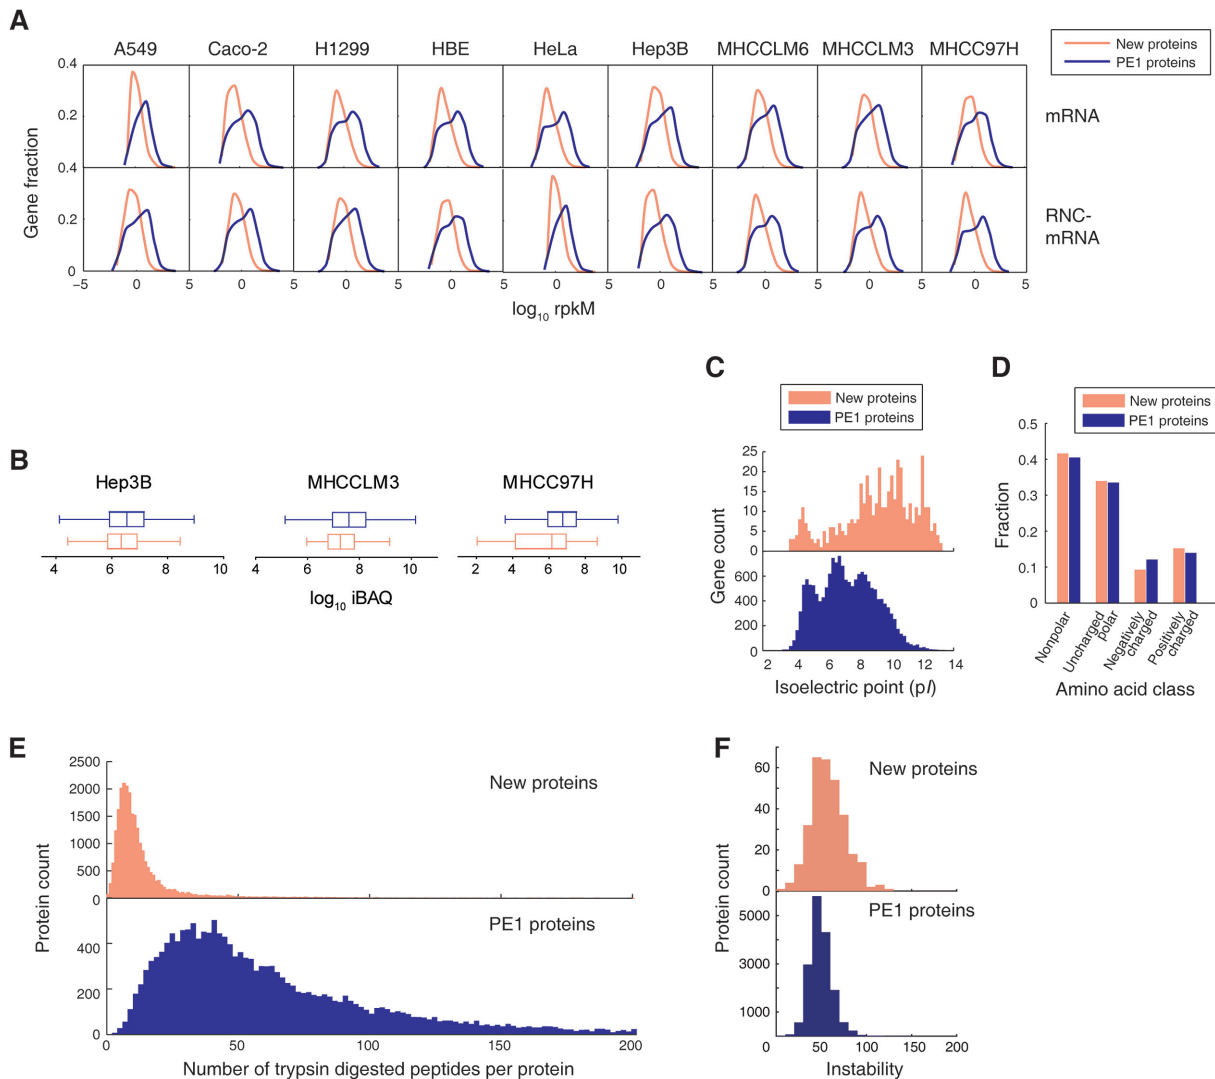 A
A549 Caco-2 H1299 HBE HeLa Hep3B MHCCLM6 MHCCLM3 MHCC97H
New proteins
PE1 proteins
0.4
0.2
0.4
0.2
0
Gene fraction
mRNA
RNC-
mRNA
−5 0 5 0 5 0 5 0 5 0 5 0 5 0 5 0 5 0 5
log10 rpkM
B
Hep3B MHCCLM3 MHCC97H
4 6 8 10 4 6 8 10 2 4 6 8 10
log10 iBAQ
C
New proteins
PE1 proteins
25
20
15
10
5
0
600
400
200
0
Gene count
2 4 6 8 10 12 14
Isoelectric point (pI)
D
New proteins
PE1 proteins
0.5
0.4
0.3
0.2
0.1
0
Fraction
Nonpolar
Uncharged
polar
Negatively
charged
Positively
charged
Amino acid class
E
New proteins
2500
2000
1500
1000
500
0
PE1 proteins
400
200
0
Protein count
0 50 100 150 200
Number of trypsin digested peptides per protein
F
New proteins
60
40
20
0
PE1 proteins
5000
3000
1000
Protein count
0 50 100 150 200
Instability